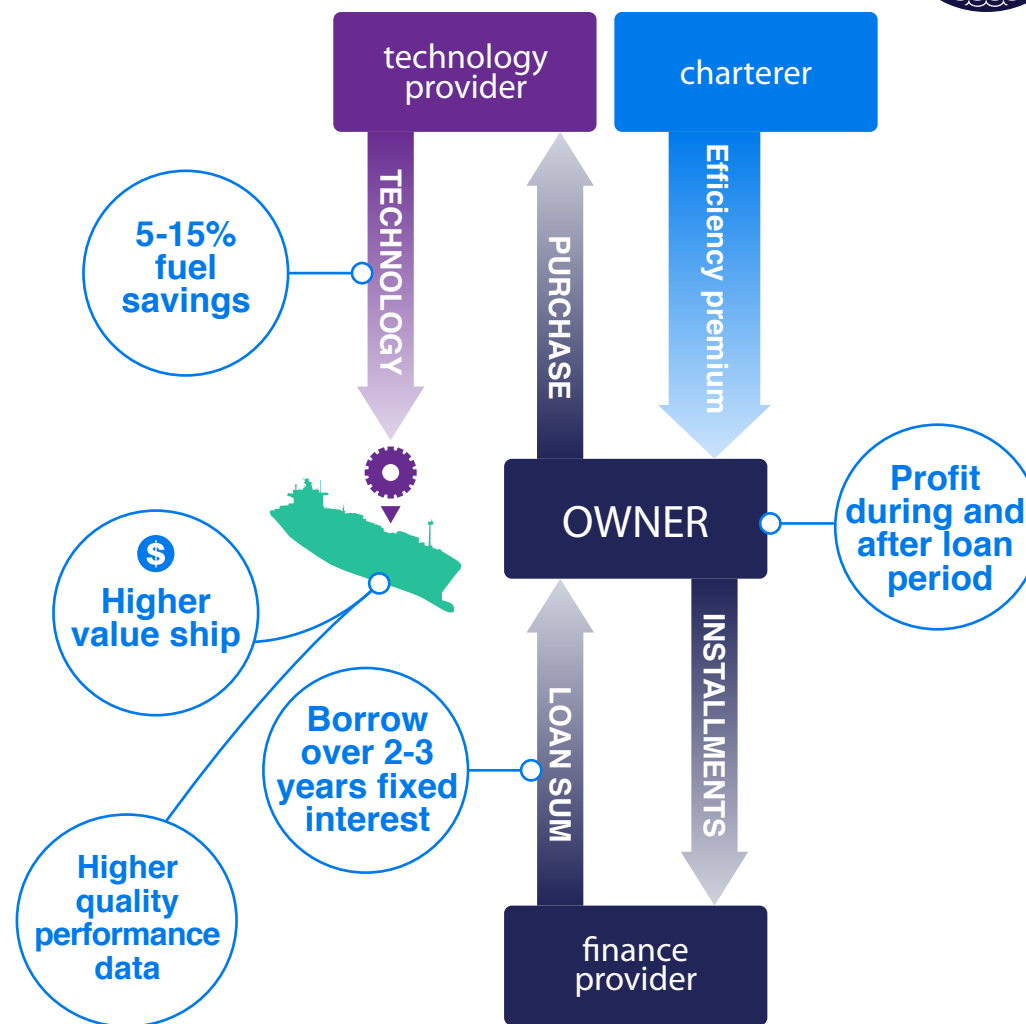 technology
provider
charterer
TECHNOLOGY
PURCHASE
Efficiency premium
5-15%
fuel
savings
OWNER
Profit
during and
after loan
period
$
Higher
value ship
LOAN SUM
INSTALLMENTS
Borrow
over 2-3
years fixed
interest
Higher
quality
performance
data
finance
provider